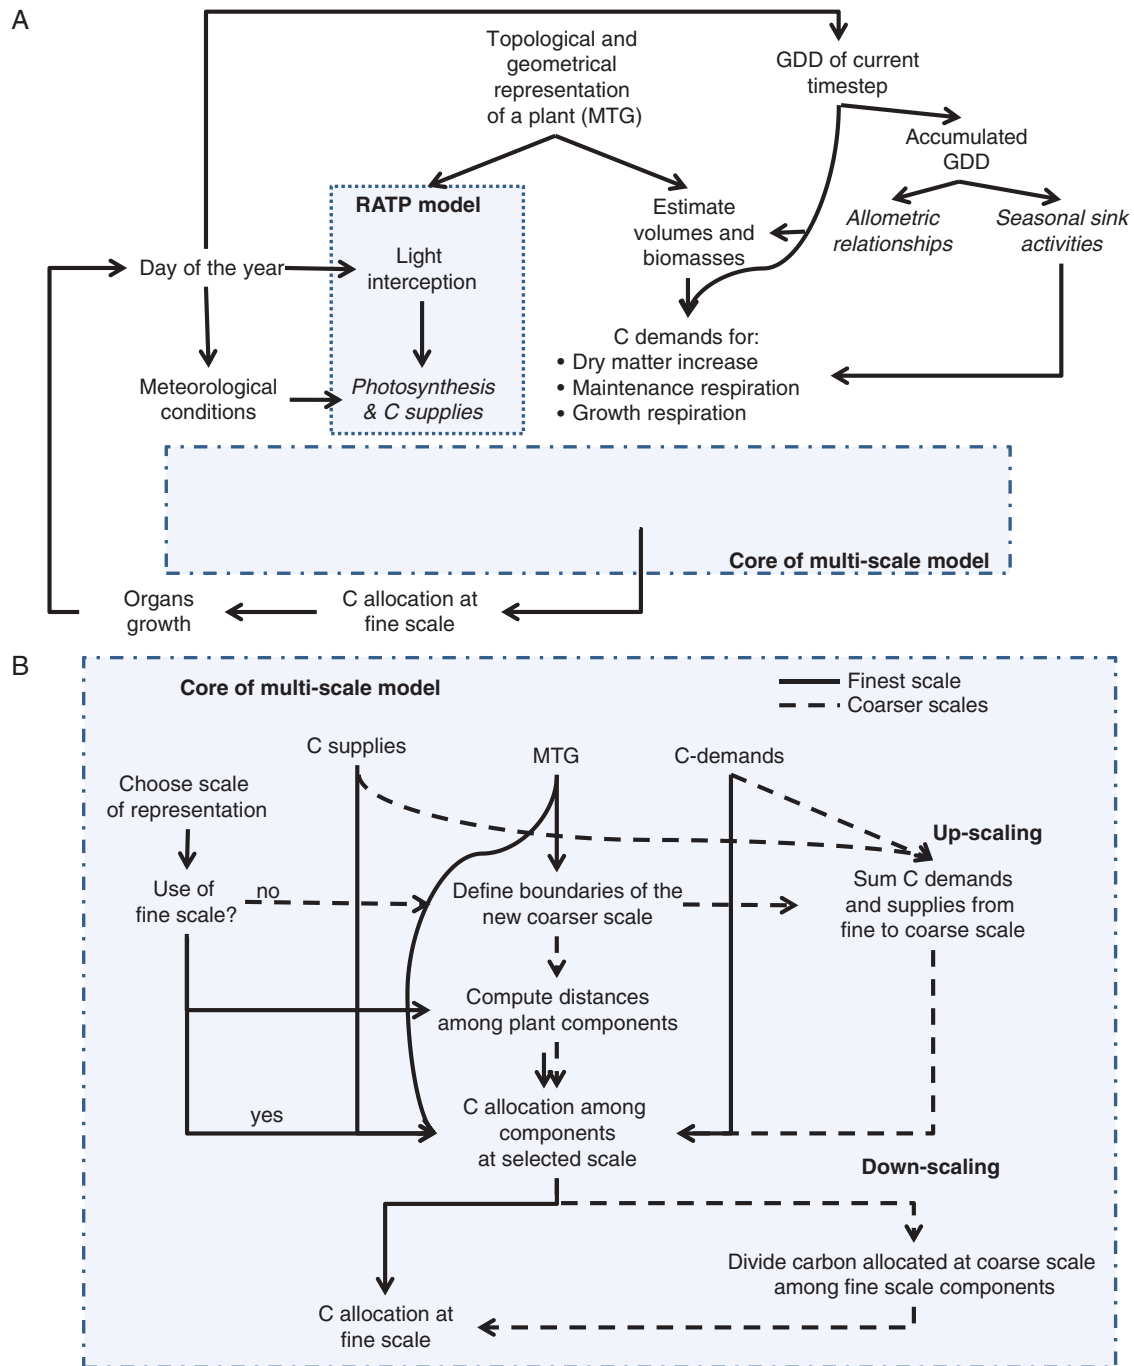 A
Topological and
geometrical
representation
of a plant (MTG)
GDD of current
timestep
Accumulated
GDD
RATP model
Estimate
volumes and
biomasses
Allometric
relationships
Seasonal sink
activities
Day of the year
Light
interception
C demands for:
• Dry matter increase
• Maintenance respiration
• Growth respiration
Meteorological
conditions
Photosynthesis
& C supplies
Core of multi-scale model
Organs
growth
C allocation at
fine scale
B
Core of multi-scale model
Finest scale
Coarser scales
C supplies
MTG
C-demands
Choose scale
of representation
Up-scaling
Use of
fine scale?
no
Define boundaries of the
new coarser scale
Sum C demands
and supplies from
fine to coarse scale
Compute distances
among plant components
yes
C allocation among
components
at selected scale
Down-scaling
Divide carbon allocated at coarse scale
among fine scale components
C allocation at
fine scale